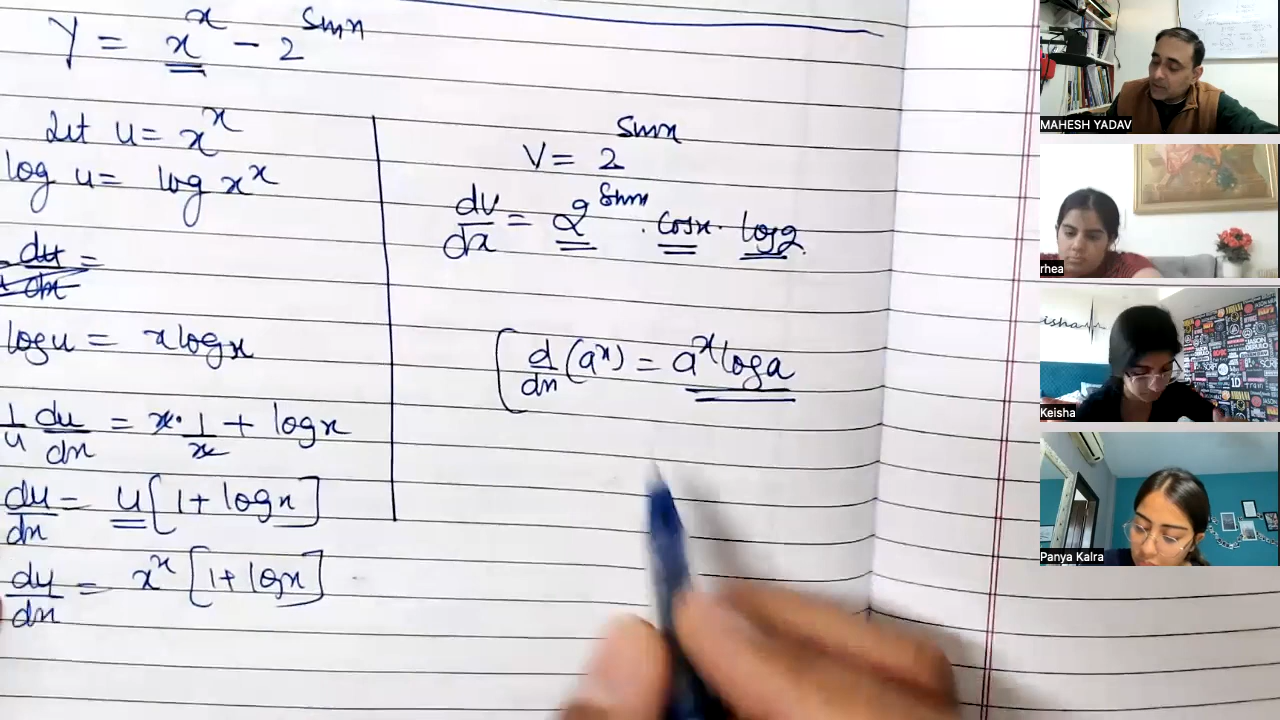 Y = x^x - 2^sinx
Let u = x^x
log u = log x^x
du/dx =
log u = x log x
1/u du/dx = x · 1/x + log x
du/dx = u [1 + log x]
dy/dx = x^x [1 + log x]
V = 2^sinx
dv/dx = 2^sinx · cosx · log2
[d/dx (a^x) = a^x log a
MAHESH YADAV
rhea
isha
Keisha
Panya Kalra